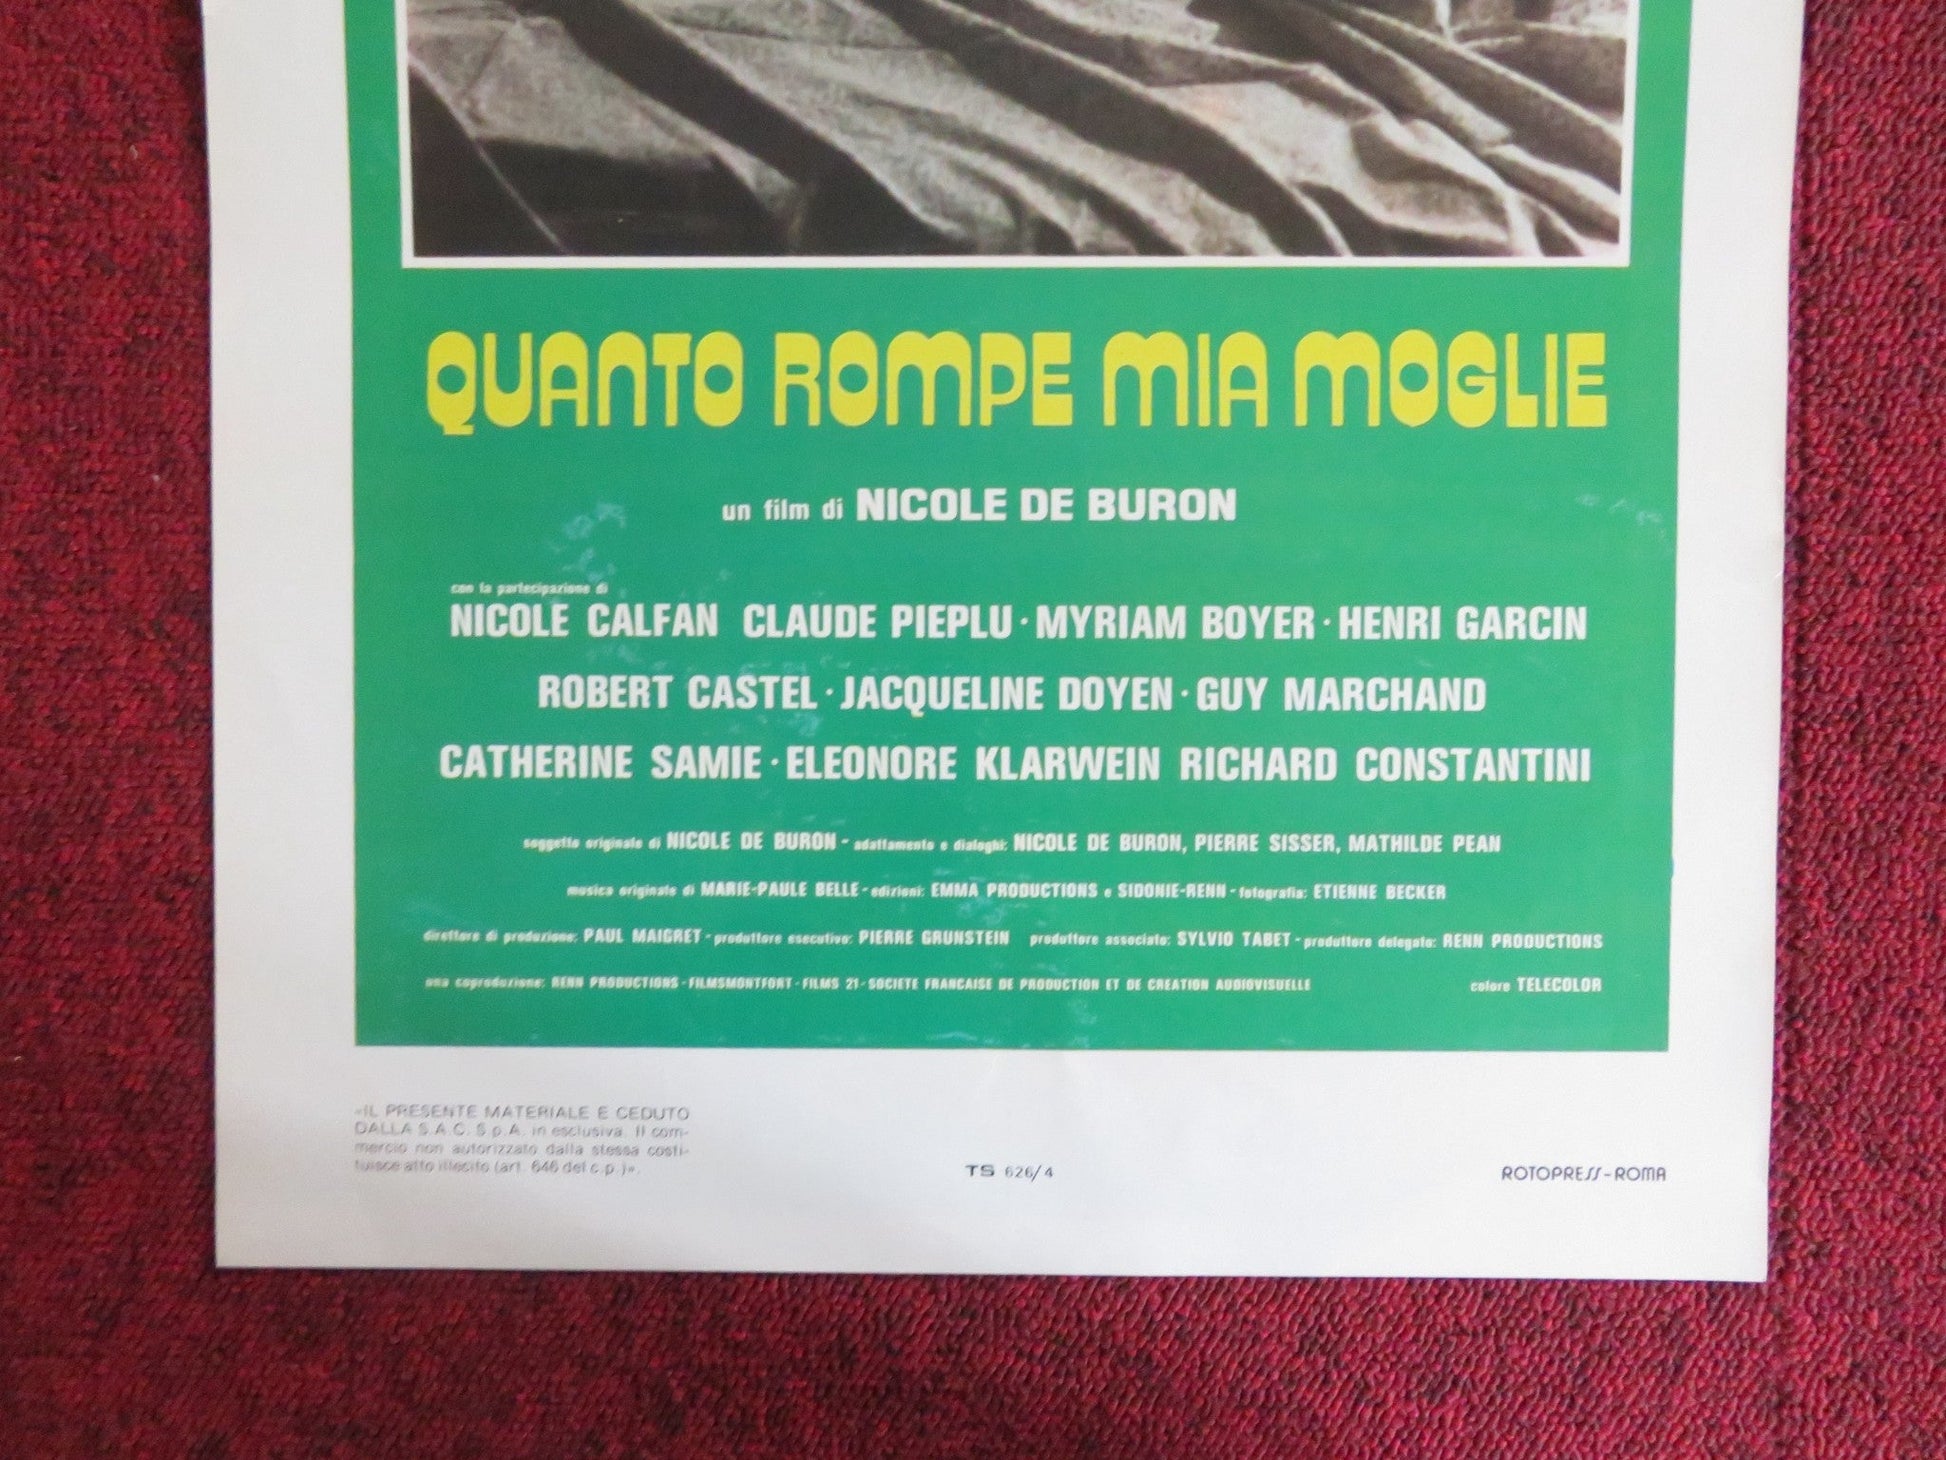 QUANTO ROMPE MIA MOGLIE
un film di NICOLE DE BURON
con la partecipazione di
NICOLE CALFAN CLAUDE PIEPLU · MYRIAM BOYER · HENRI GARCIN
ROBERT CASTEL · JACQUELINE DOYEN · GUY MARCHAND
CATHERINE SAMIE · ELEONORE KLARWEIN RICHARD CONSTANTINI
soggetto originale di NICOLE DE BURON - adattamento e dialoghi: NICOLE DE BURON, PIERRE SISSER, MATHILDE PEAN
musica originale di MARIE-PAULE BELLE - edizioni: EMMA PRODUCTIONS e SIDONIE-RENN - fotografia: ETIENNE BECKER
direttore di produzione: PAUL MAIGRET - produttore esecutivo: PIERRE GRUNSTEIN produttore associato: SYLVIO TABET - produttore delegato: RENN PRODUCTIONS
una coproduzione: RENN PRODUCTIONS - FILMSMONTFORT - FILMS 21 - SOCIETE FRANCAISE DE PRODUCTION ET DE CREATION AUDIOVISUELLE colore TELECOLOR
«IL PRESENTE MATERIALE E CEDUTO
DALLA S.A.C. S.p.A. in esclusiva. Il com-
mercio non autorizzato dalla stessa costi-
tuisce atto illecito (art. 646 del c.p.)».
TS 626/4
ROTOPRESS-ROMA